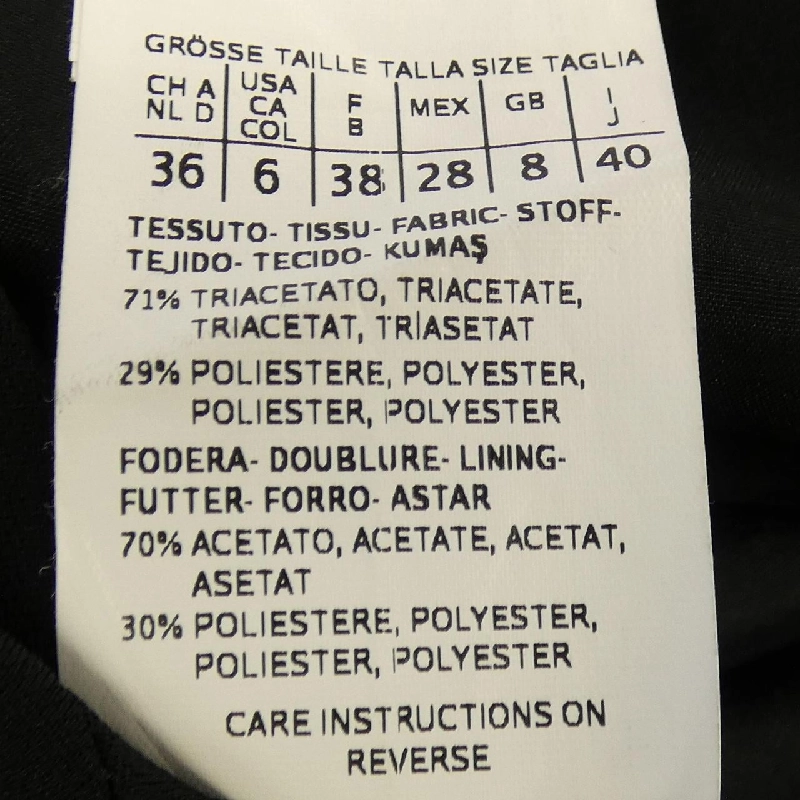 GRÖSSE TAILLE TALLA SIZE TAGLIA
CH A USA F MEX GB I
NL D CA B J
COL
36 6 38 28 8 40
TESSUTO- TISSU- FABRIC- STOFF-
TEJIDO- TECIDO- KUMAŞ
71% TRIACETATO, TRIACETATE,
TRIACETAT, TRİASETAT
29% POLIESTERE, POLYESTER,
POLIESTER, POLYESTER
FODERA- DOUBLURE- LINING-
FUTTER- FORRO- ASTAR
70% ACETATO, ACETATE, ACETAT,
ASETAT
30% POLIESTERE, POLYESTER,
POLIESTER, POLYESTER
CARE INSTRUCTIONS ON
REVERSE